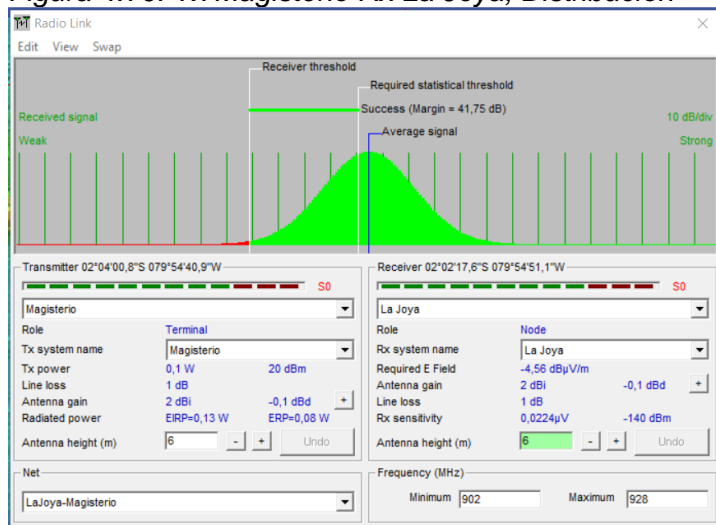 Radio Link
Edit View Swap
Receiver threshold
Required statistical threshold
Received signal
Success (Margin = 41,75 dB)
10 dB/div
Weak
Average signal
Strong
Transmitter 02°04'00,8"S 079°54'40,9"W
S0
Magisterio
Role Terminal
Tx system name Magisterio
Tx power 0,1 W 20 dBm
Line loss 1 dB
Antenna gain 2 dBi -0,1 dBd +
Radiated power EIRP=0,13 W ERP=0,08 W
Antenna height (m) 6 - + Undo
Net
LaJoya-Magisterio
Receiver 02°02'17,6"S 079°54'51,1"W
S0
La Joya
Role Node
Rx system name La Joya
Required E Field -4,56 dBµV/m
Antenna gain 2 dBi -0,1 dBd +
Line loss 1 dB
Rx sensitivity 0,0224µV -140 dBm
Antenna height (m) 6 - + Undo
Frequency (MHz)
Minimum 902 Maximum 928